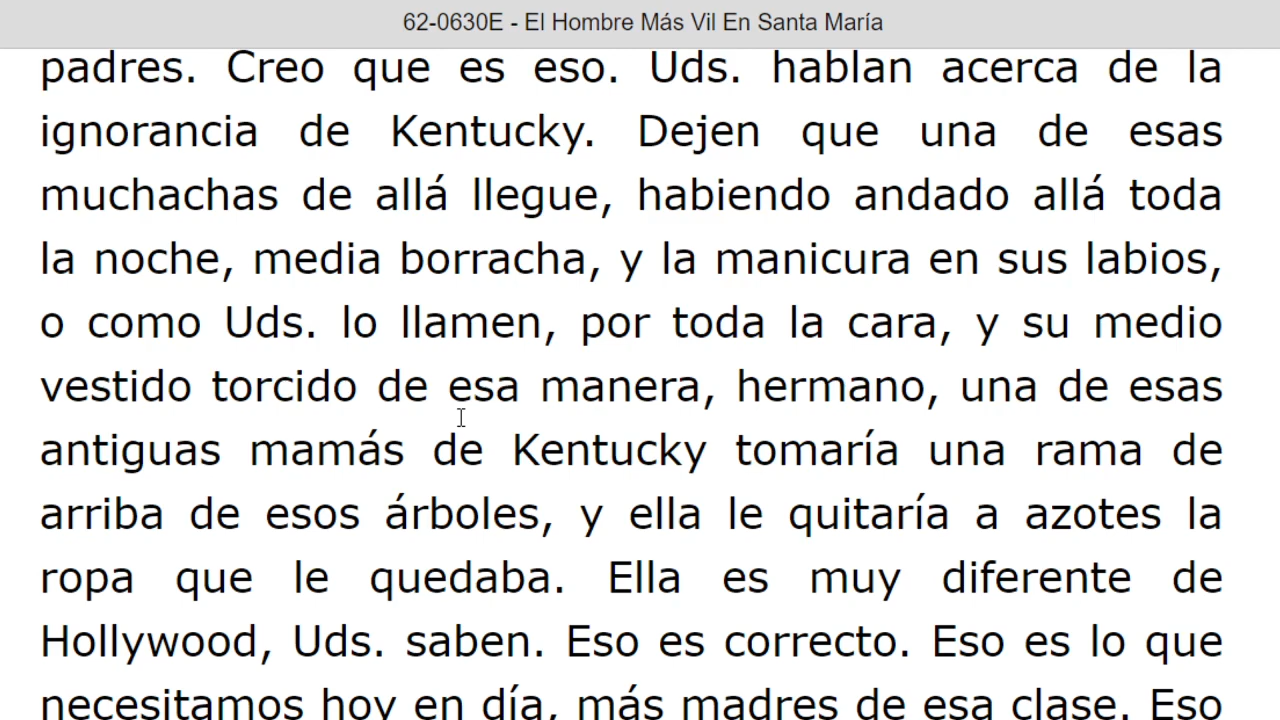 62-0630E - El Hombre Más Vil En Santa María
padres. Creo que es eso. Uds. hablan acerca de la
ignorancia de Kentucky. Dejen que una de esas
muchachas de allá llegue, habiendo andado allá toda
la noche, media borracha, y la manicura en sus labios,
o como Uds. lo llamen, por toda la cara, y su medio
vestido torcido de esa manera, hermano, una de esas
antiguas mamás de Kentucky tomaría una rama de
arriba de esos árboles, y ella le quitaría a azotes la
ropa que le quedaba. Ella es muy diferente de
Hollywood, Uds. saben. Eso es correcto. Eso es lo que
necesitamos hoy en día, más madres de esa clase. Eso